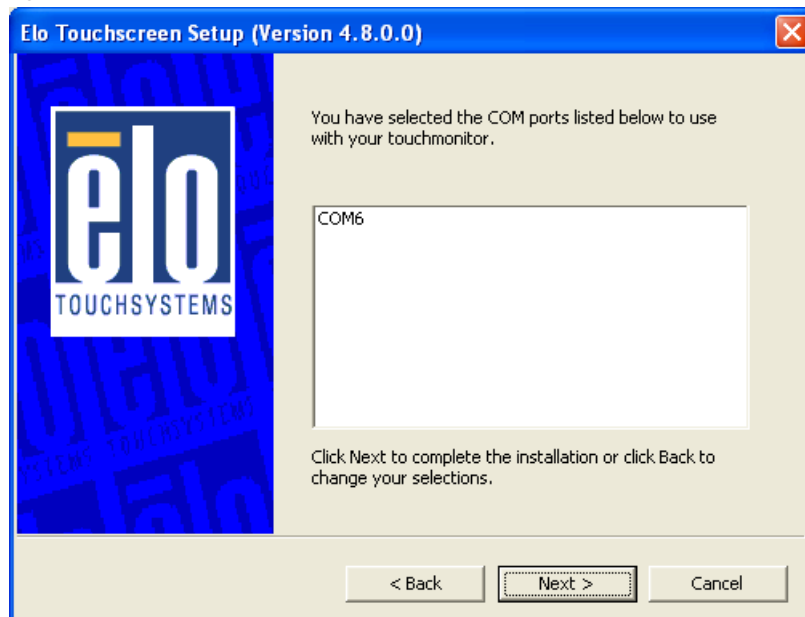 Elo Touchscreen Setup (Version 4.8.0.0)
You have selected the COM ports listed below to use
with your touchmonitor.
ēlo
TOUCHSYSTEMS
COM6
Click Next to complete the installation or click Back to
change your selections.
< Back
Next >
Cancel